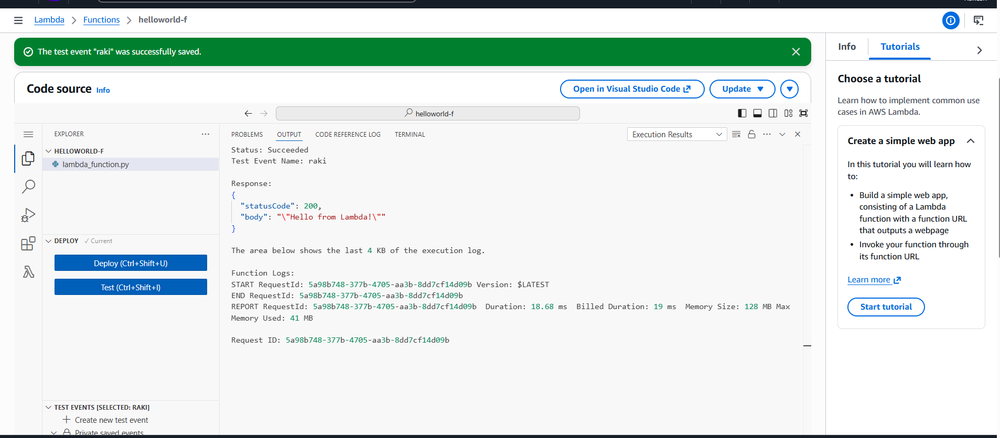 Lambda > Functions > helloworld-f
The test event "raki" was successfully saved.
Code source Info
Open in Visual Studio Code
Update
helloworld-f
EXPLORER
HELLOWORLD-F
lambda_function.py
DEPLOY ✓ Current
Deploy (Ctrl+Shift+U)
Test (Ctrl+Shift+I)
TEST EVENTS [SELECTED: RAKI]
Create new test event
Private saved events
PROBLEMS OUTPUT CODE REFERENCE LOG TERMINAL
Execution Results
Status: Succeeded
Test Event Name: raki
Response:
{
"statusCode": 200,
"body": "\"Hello from Lambda!\""
}
The area below shows the last 4 KB of the execution log.
Function Logs:
START RequestId: 5a98b748-377b-4705-aa3b-8dd7cf14d09b Version: $LATEST
END RequestId: 5a98b748-377b-4705-aa3b-8dd7cf14d09b
REPORT RequestId: 5a98b748-377b-4705-aa3b-8dd7cf14d09b Duration: 18.68 ms Billed Duration: 19 ms Memory Size: 128 MB Max
Memory Used: 41 MB
Request ID: 5a98b748-377b-4705-aa3b-8dd7cf14d09b
Info Tutorials
Choose a tutorial
Learn how to implement common use
cases in AWS Lambda.
Create a simple web app
In this tutorial you will learn how
to:
• Build a simple web app,
consisting of a Lambda
function with a function URL
that outputs a webpage
• Invoke your function through
its function URL
Learn more
Start tutorial